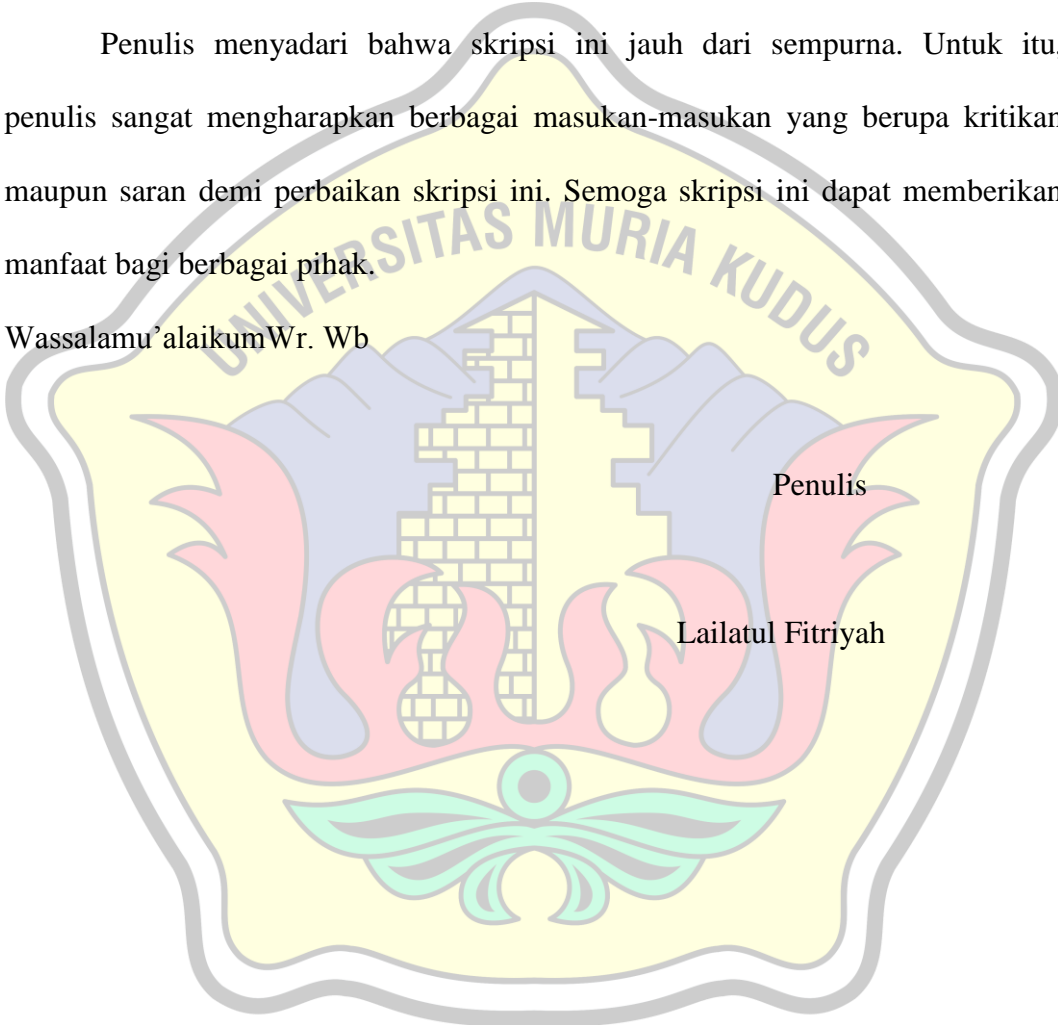 Penulis menyadari bahwa skripsi ini jauh dari sempurna. Untuk itu,
penulis sangat mengharapkan berbagai masukan-masukan yang berupa kritikan
maupun saran demi perbaikan skripsi ini. Semoga skripsi ini dapat memberikan
manfaat bagi berbagai pihak.
UNIVERSITAS MURIA KUDUS
Wassalamu’alaikumWr. Wb
Penulis
Lailatul Fitriyah